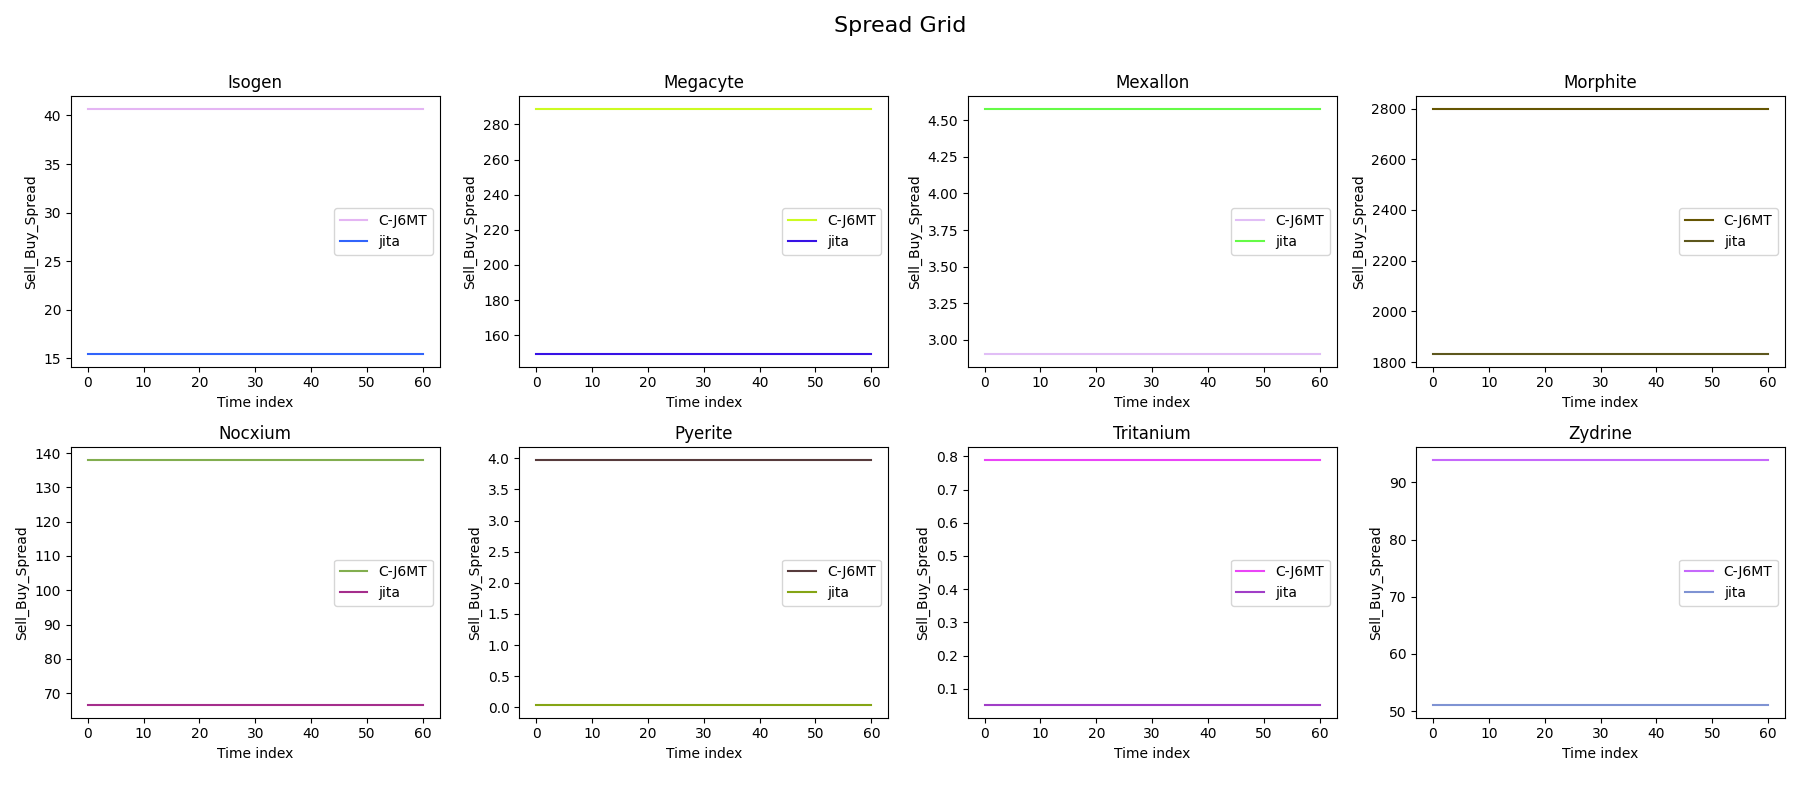 Spread Grid
Isogen
Sell_Buy_Spread
40
35
30
25
20
15
C-J6MT
jita
0 10 20 30 40 50 60
Time index
Megacyte
Sell_Buy_Spread
280
260
240
220
200
180
160
C-J6MT
jita
0 10 20 30 40 50 60
Time index
Mexallon
Sell_Buy_Spread
4.50
4.25
4.00
3.75
3.50
3.25
3.00
C-J6MT
jita
0 10 20 30 40 50 60
Time index
Morphite
Sell_Buy_Spread
2800
2600
2400
2200
2000
1800
C-J6MT
jita
0 10 20 30 40 50 60
Time index
Nocxium
Sell_Buy_Spread
140
130
120
110
100
90
80
70
C-J6MT
jita
0 10 20 30 40 50 60
Time index
Pyerite
Sell_Buy_Spread
4.0
3.5
3.0
2.5
2.0
1.5
1.0
0.5
0.0
C-J6MT
jita
0 10 20 30 40 50 60
Time index
Tritanium
Sell_Buy_Spread
0.8
0.7
0.6
0.5
0.4
0.3
0.2
0.1
C-J6MT
jita
0 10 20 30 40 50 60
Time index
Zydrine
Sell_Buy_Spread
90
80
70
60
50
C-J6MT
jita
0 10 20 30 40 50 60
Time index